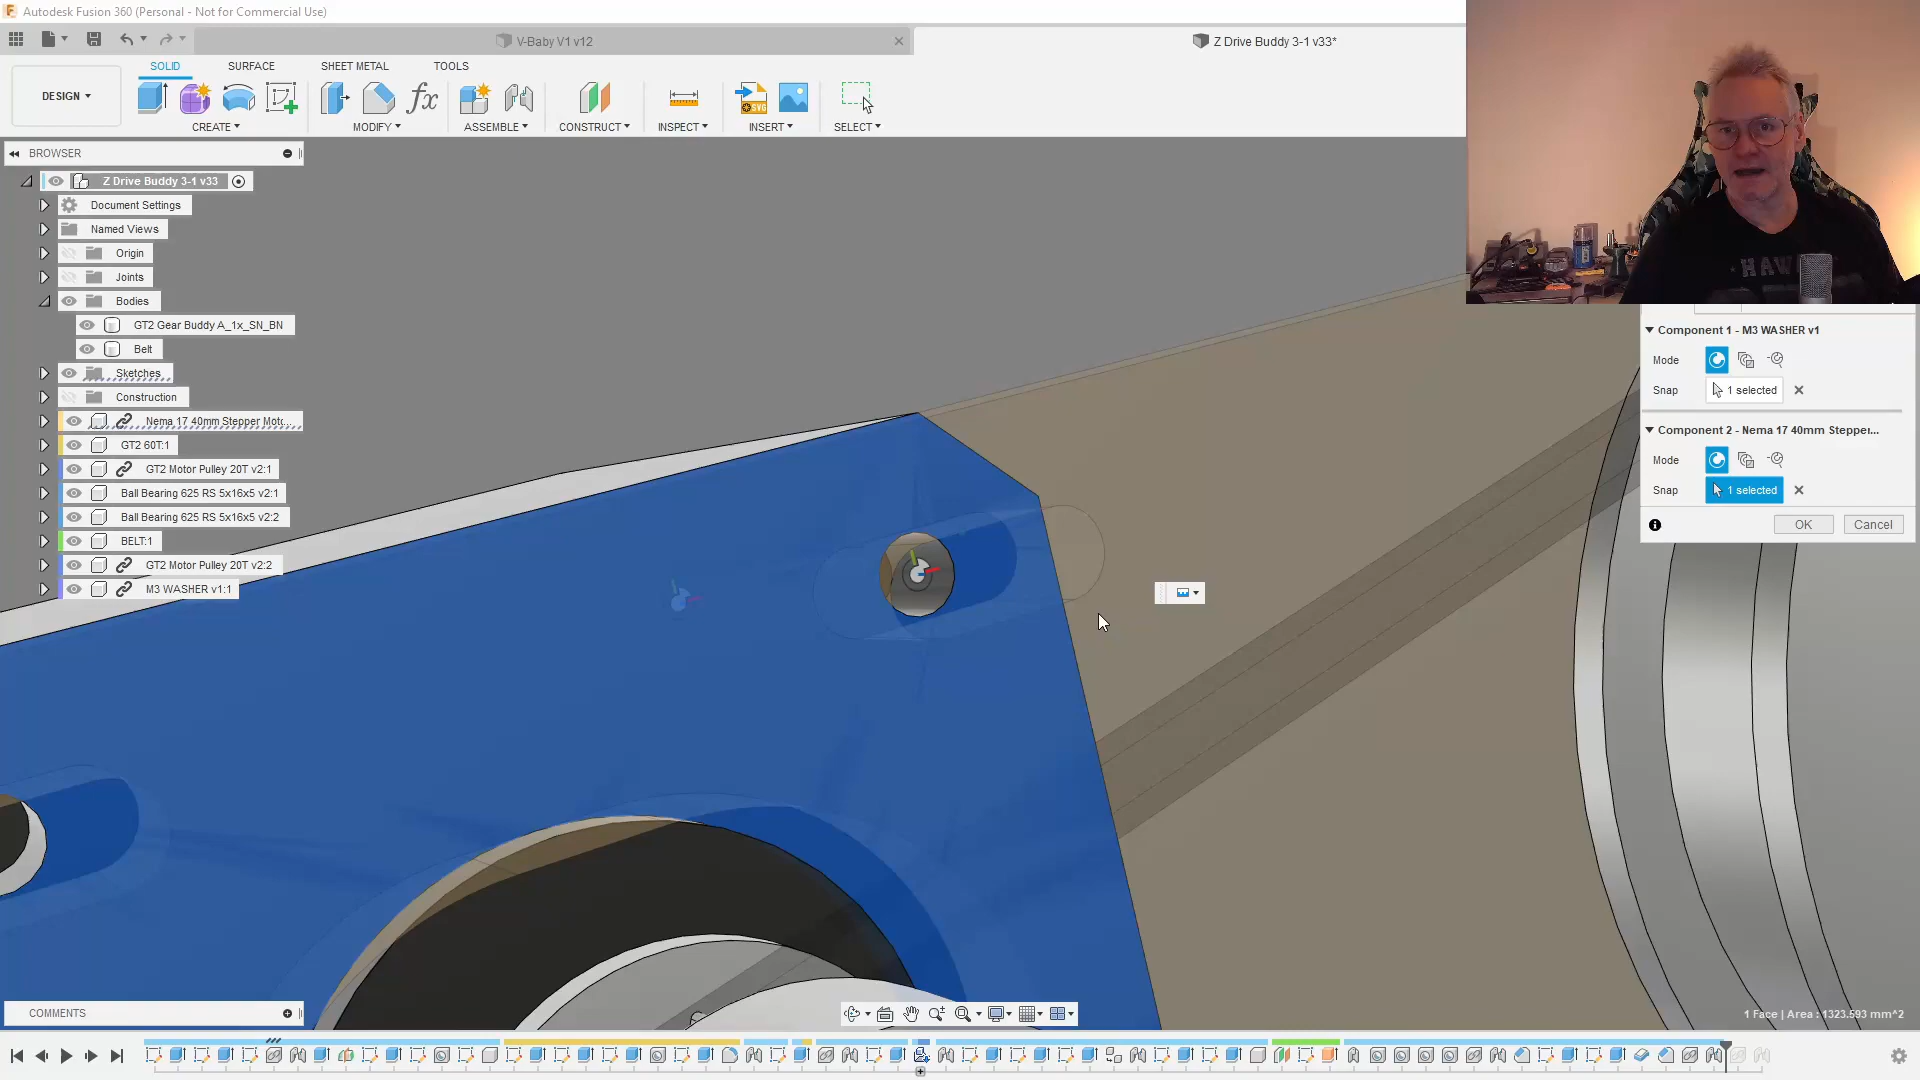 Autodesk Fusion 360 (Personal - Not for Commercial Use)
V-Baby V1 v12
Z Drive Buddy 3-1 v33*
DESIGN
SOLID
SURFACE
SHEET METAL
TOOLS
CREATE
MODIFY
ASSEMBLE
CONSTRUCT
INSPECT
INSERT
SELECT
BROWSER
Z Drive Buddy 3-1 v33
Document Settings
Named Views
Origin
Joints
Bodies
GT2 Gear Buddy A_1x_SN_BN
Belt
Sketches
Construction
Nema 17 40mm Stepper Motc...
GT2 60T:1
GT2 Motor Pulley 20T v2:1
Ball Bearing 625 RS 5x16x5 v2:1
Ball Bearing 625 RS 5x16x5 v2:2
BELT:1
GT2 Motor Pulley 20T v2:2
M3 WASHER v1:1
HAW
Component 1 - M3 WASHER v1
Mode
Snap
1 selected
Component 2 - Nema 17 40mm Stepper...
Mode
Snap
1 selected
OK
Cancel
1 Face | Area : 1323.593 mm^2
COMMENTS